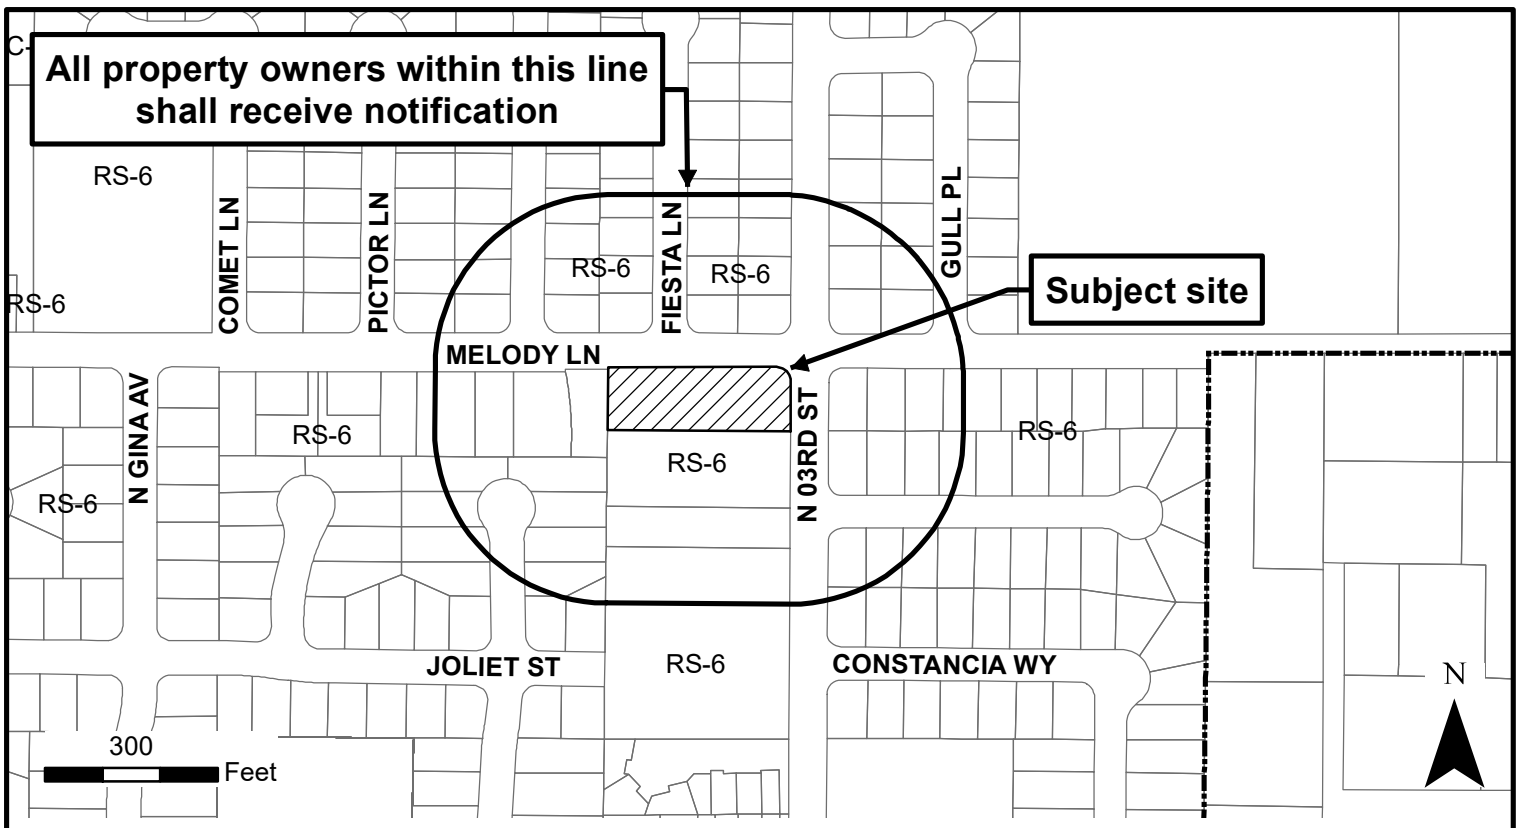 C-
All property owners within this line
shall receive notification
RS-6
COMET LN
PICTOR LN
FIESTA LN
GULL PL
RS-6
RS-6
RS-6
Subject site
MELODY LN
N GINA AV
N 03RD ST
RS-6
RS-6
RS-6
RS-6
JOLIET ST
RS-6
CONSTANCIA WY
N
300
Feet